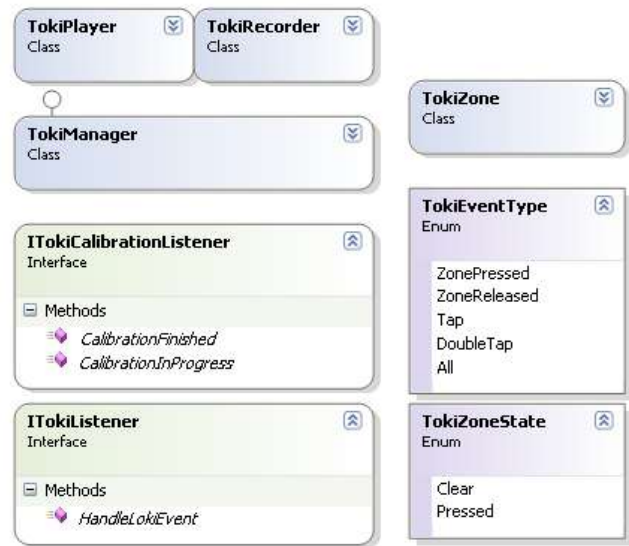 TokiPlayer
Class
TokiRecorder
Class
TokiManager
Class
ITokiCalibrationListener
Interface
Methods
CalibrationFinished
CalibrationInProgress
ITokiListener
Interface
Methods
HandleLokiEvent
TokiZone
Class
TokiEventType
Enum
ZonePressed
ZoneReleased
Tap
DoubleTap
All
TokiZoneState
Enum
Clear
Pressed